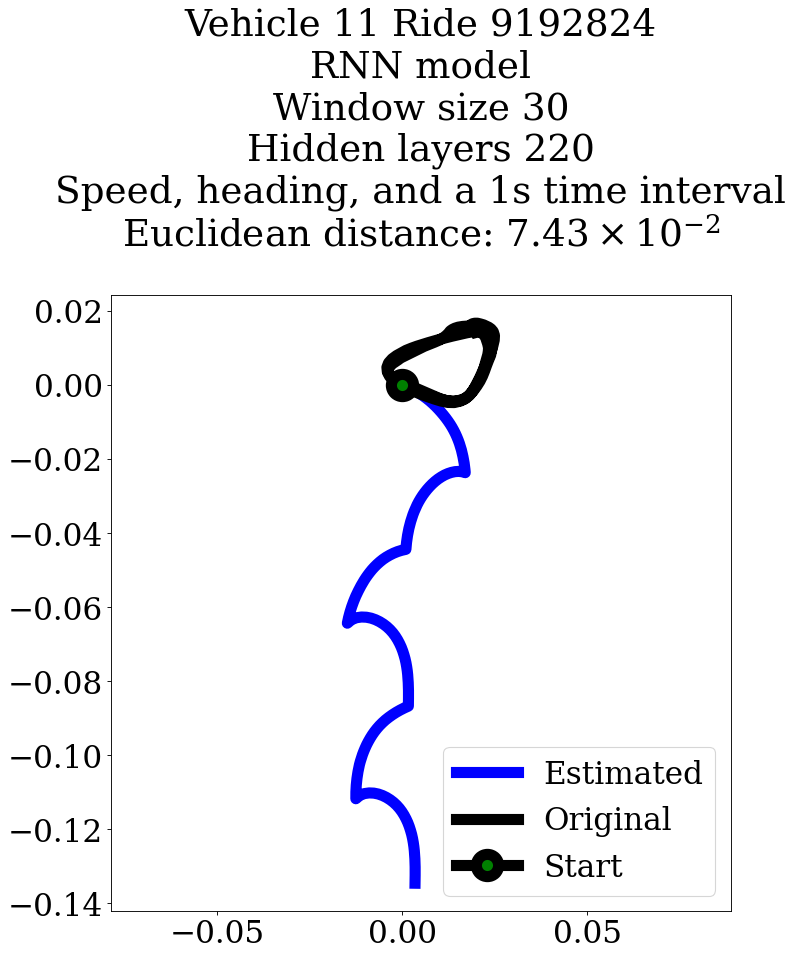 Vehicle 11 Ride 9192824
RNN model
Window size 30
Hidden layers 220
Speed, heading, and a 1s time interval
Euclidean distance: 7.43 × 10⁻²
0.02
0.00
−0.02
−0.04
−0.06
−0.08
−0.10
−0.12
−0.14
Estimated
Original
Start
−0.05
0.00
0.05